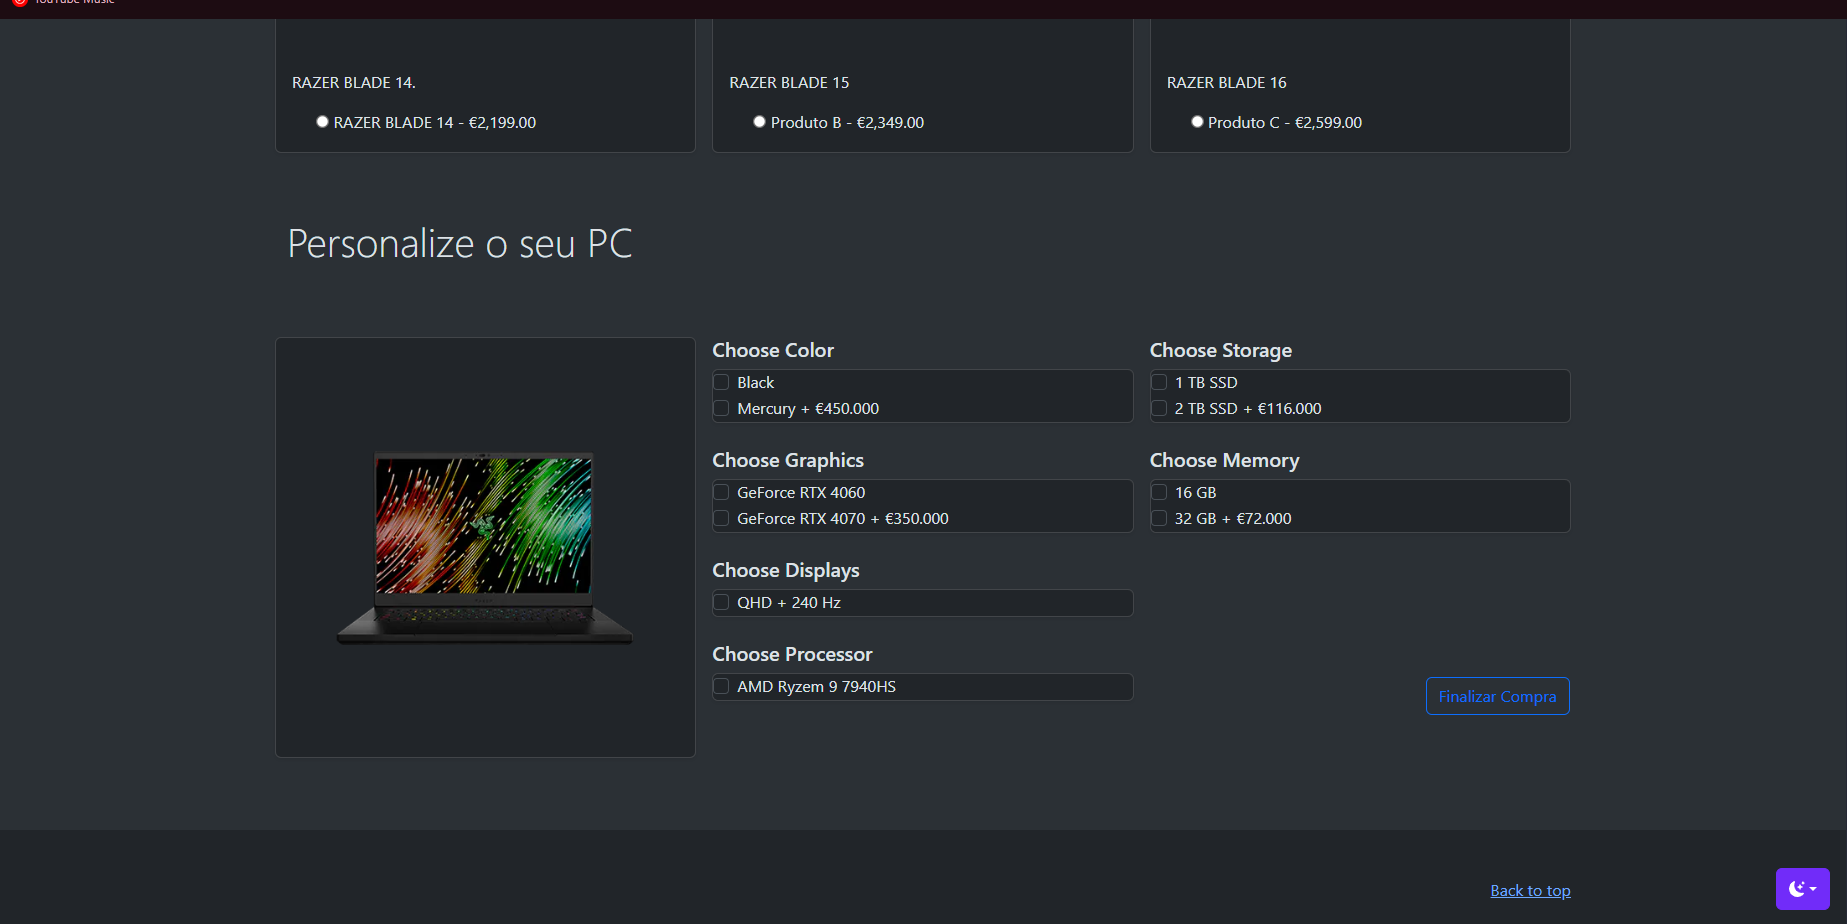 YouTube Music
RAZER BLADE 14.
RAZER BLADE 14 - €2,199.00
RAZER BLADE 15
Produto B - €2,349.00
RAZER BLADE 16
Produto C - €2,599.00
Personalize o seu PC
Choose Color
Black
Mercury + €450.000
Choose Graphics
GeForce RTX 4060
GeForce RTX 4070 + €350.000
Choose Displays
QHD + 240 Hz
Choose Processor
AMD Ryzem 9 7940HS
Choose Storage
1 TB SSD
2 TB SSD + €116.000
Choose Memory
16 GB
32 GB + €72.000
Finalizar Compra
Back to top